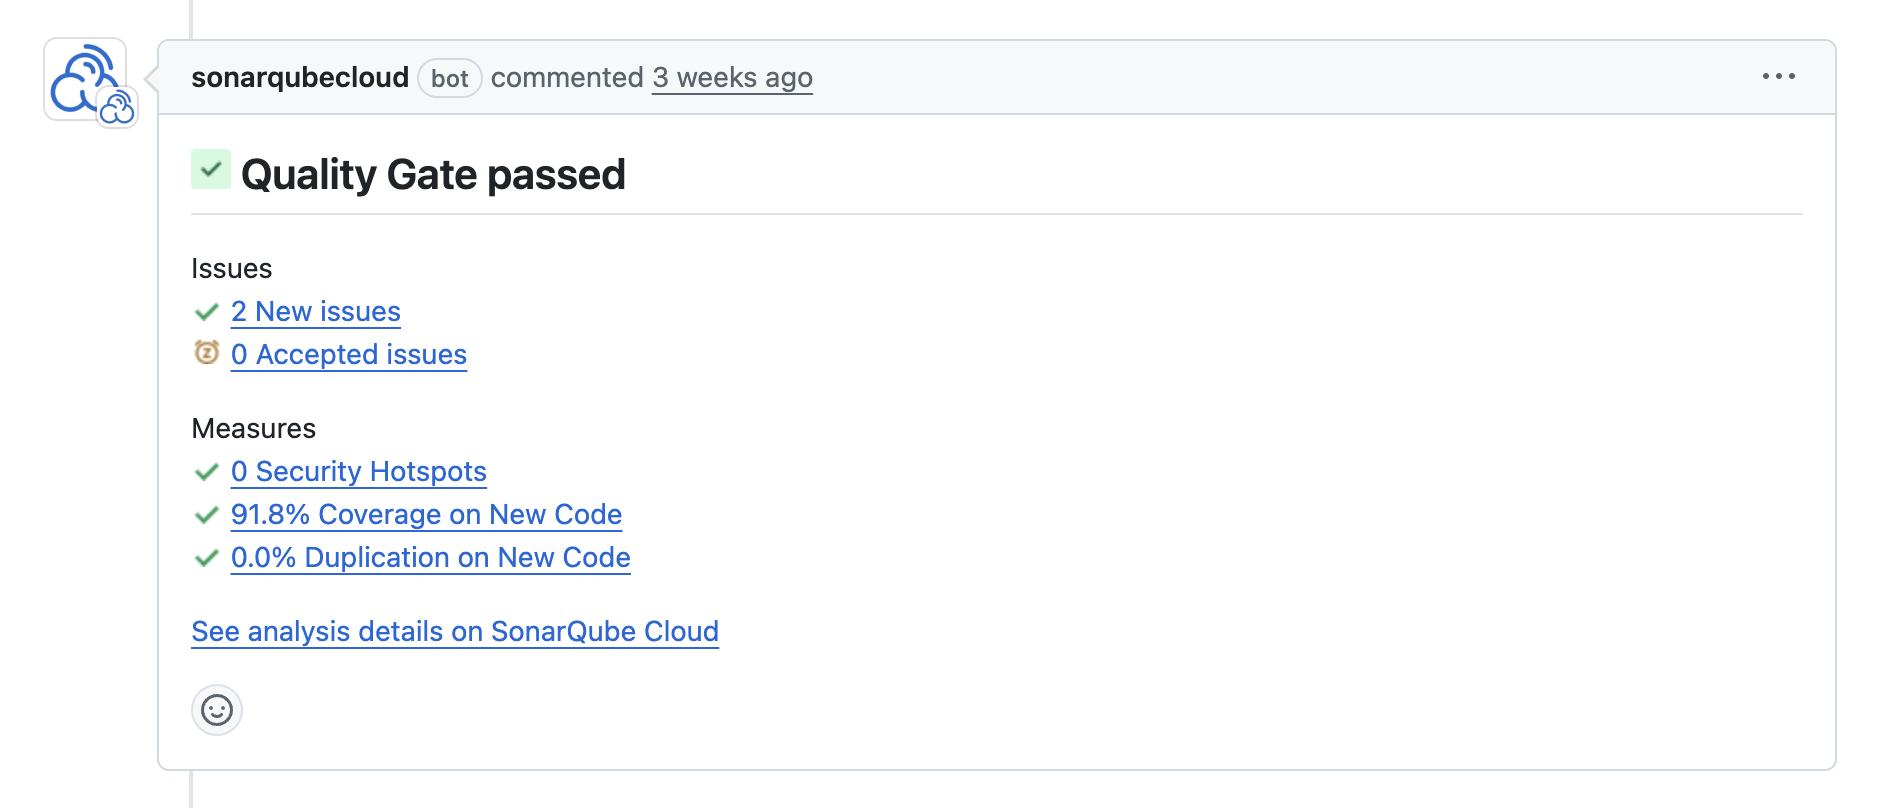 sonarqubecloud bot commented 3 weeks ago
Quality Gate passed
Issues
2 New issues
0 Accepted issues
Measures
0 Security Hotspots
91.8% Coverage on New Code
0.0% Duplication on New Code
See analysis details on SonarQube Cloud